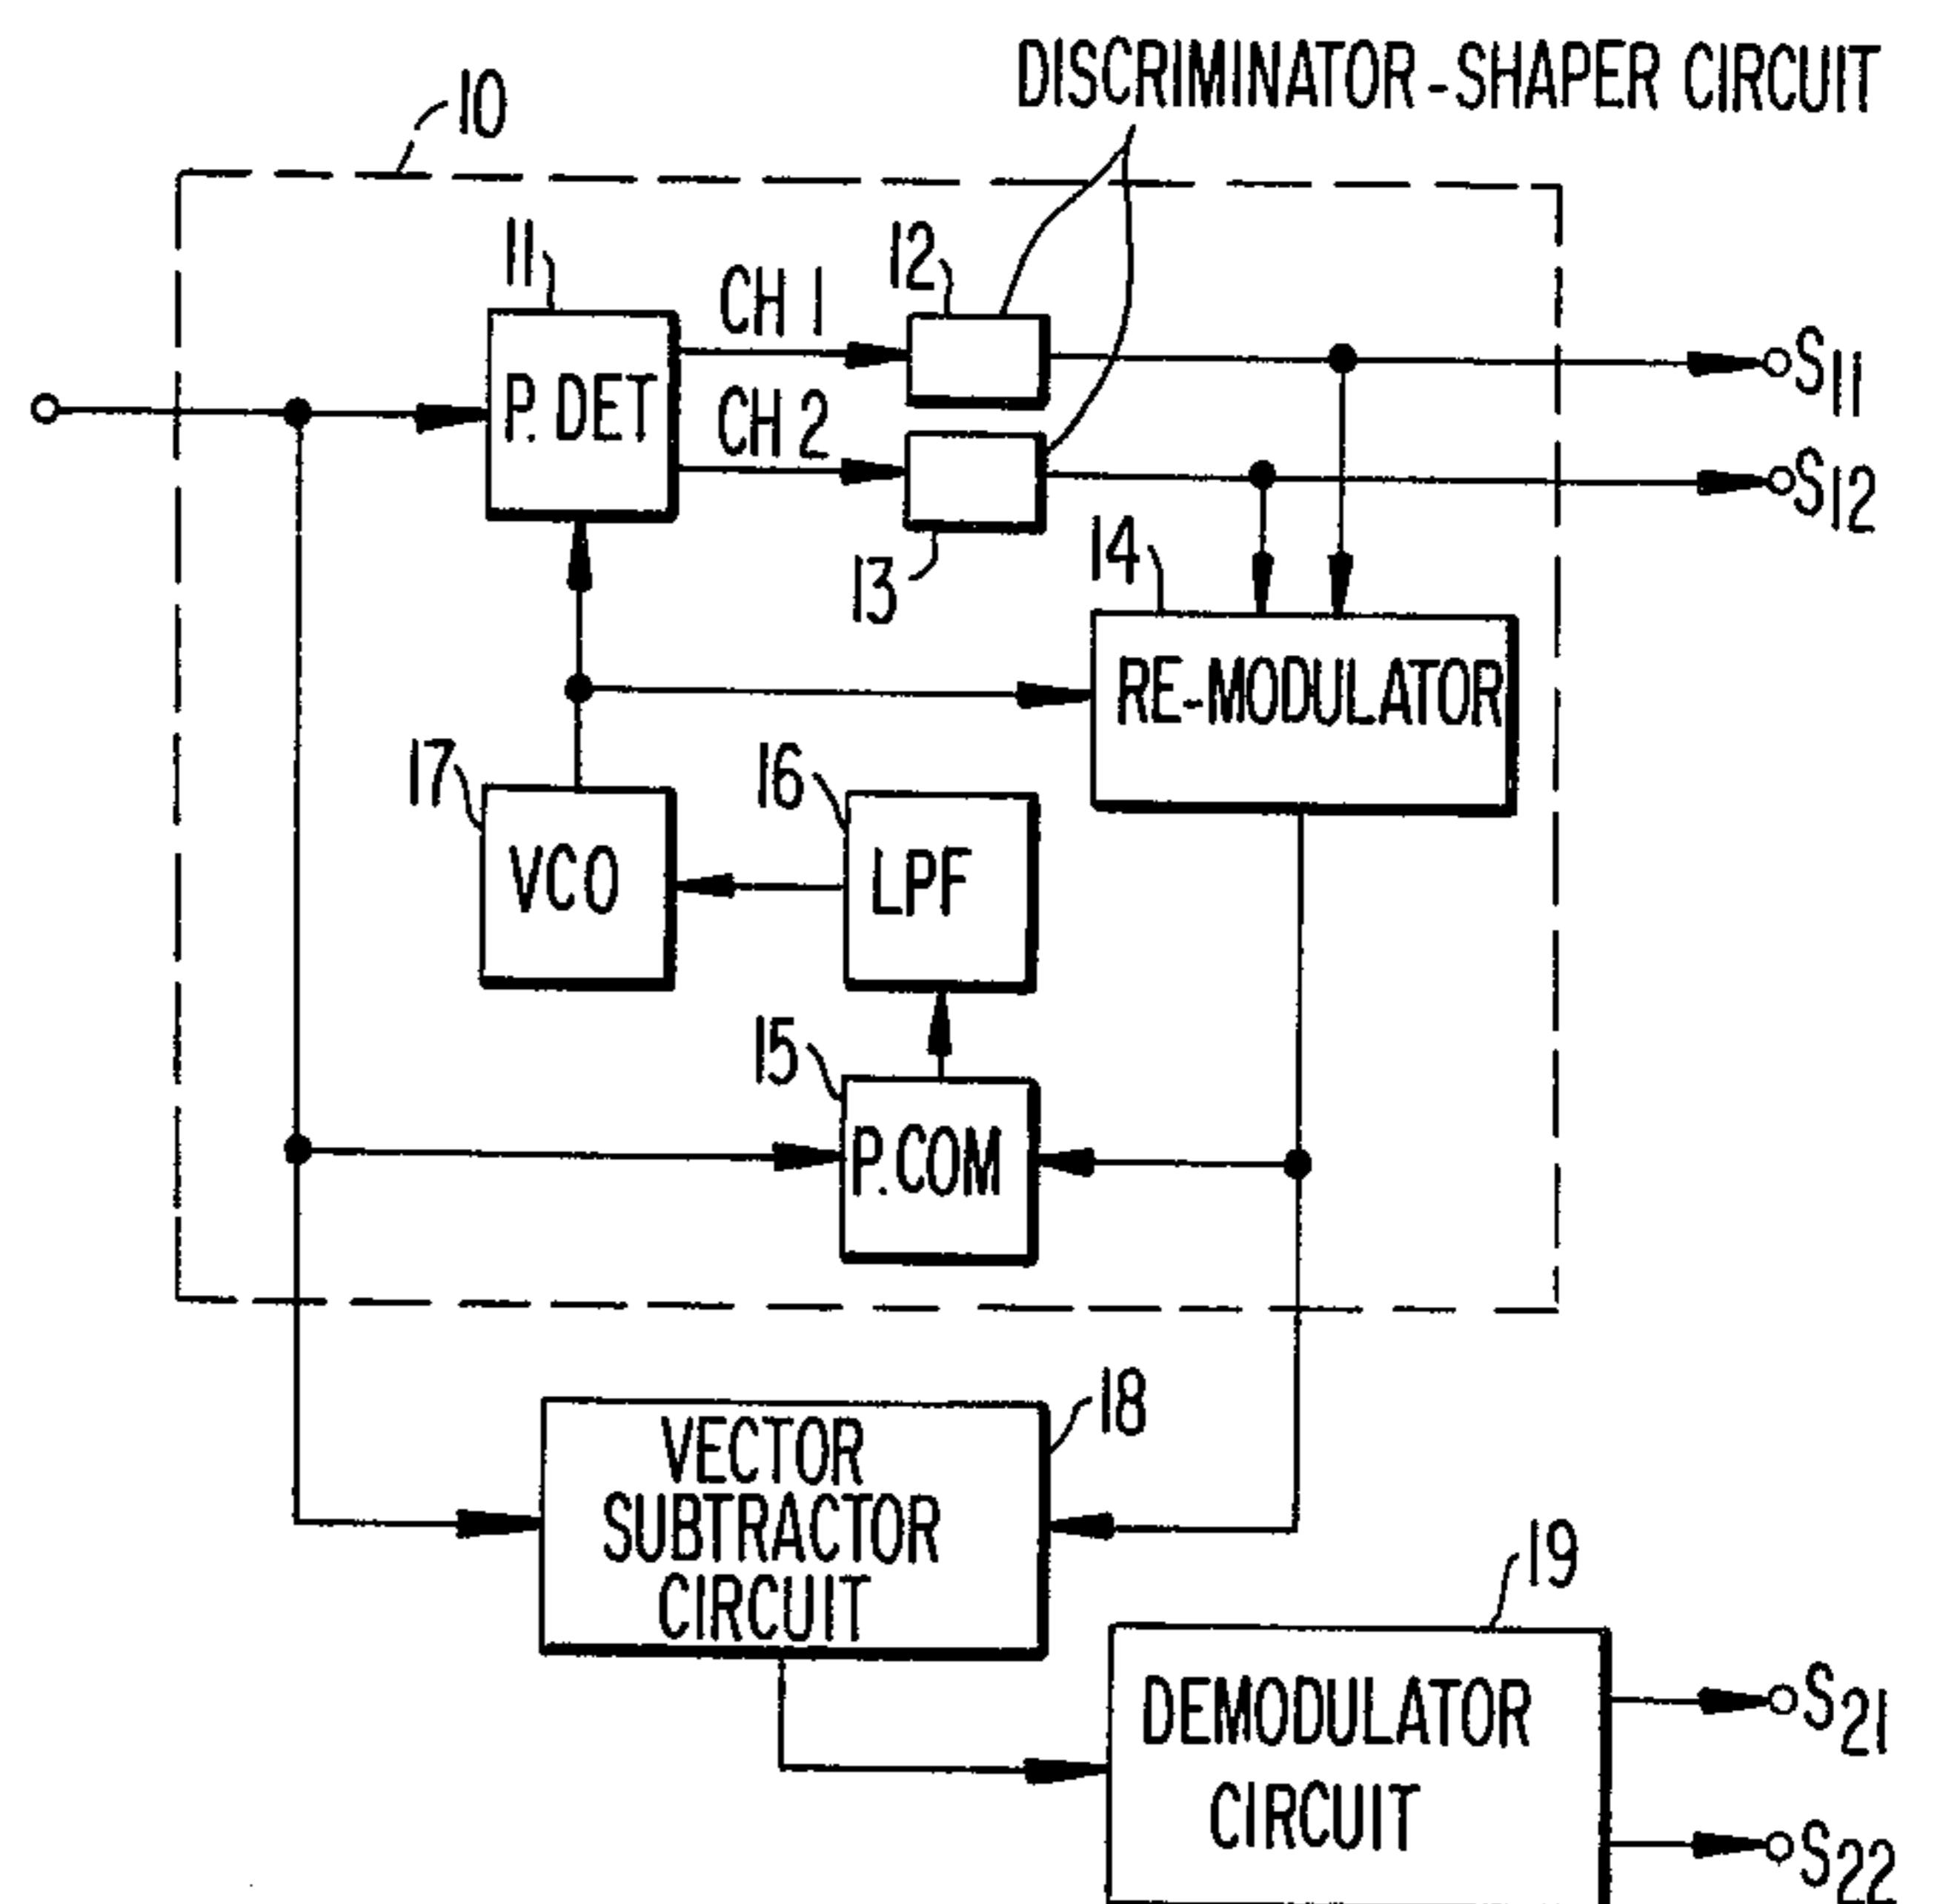 DISCRIMINATOR-SHAPER CIRCUIT
10
11
CH 1
12
S11
P. DET
CH 2
S12
13
14
RE-MODULATOR
17
16
VCO
LPF
15
P. COM
18
VECTOR
SUBTRACTOR
CIRCUIT
19
DEMODULATOR
CIRCUIT
S21
S22